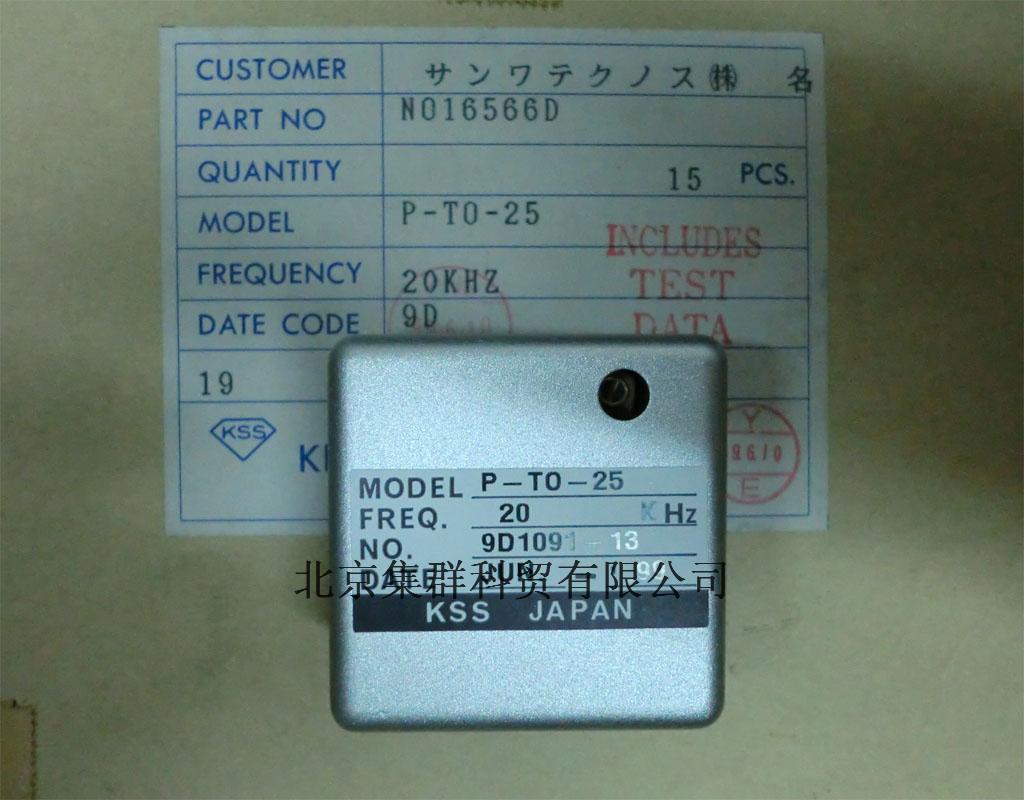 CUSTOMER サンワテクノス㈱ 名
PART NO N016566D
QUANTITY 15 PCS.
MODEL P-TO-25
FREQUENCY 20KHZ
DATE CODE 9D
INCLUDES
TEST
DATA
19
KSS
Y
E
MODEL P-TO-25
FREQ. 20 KHz
NO. 9D1091-13
DATE JUN
北京集群科贸有限公司
KSS JAPAN